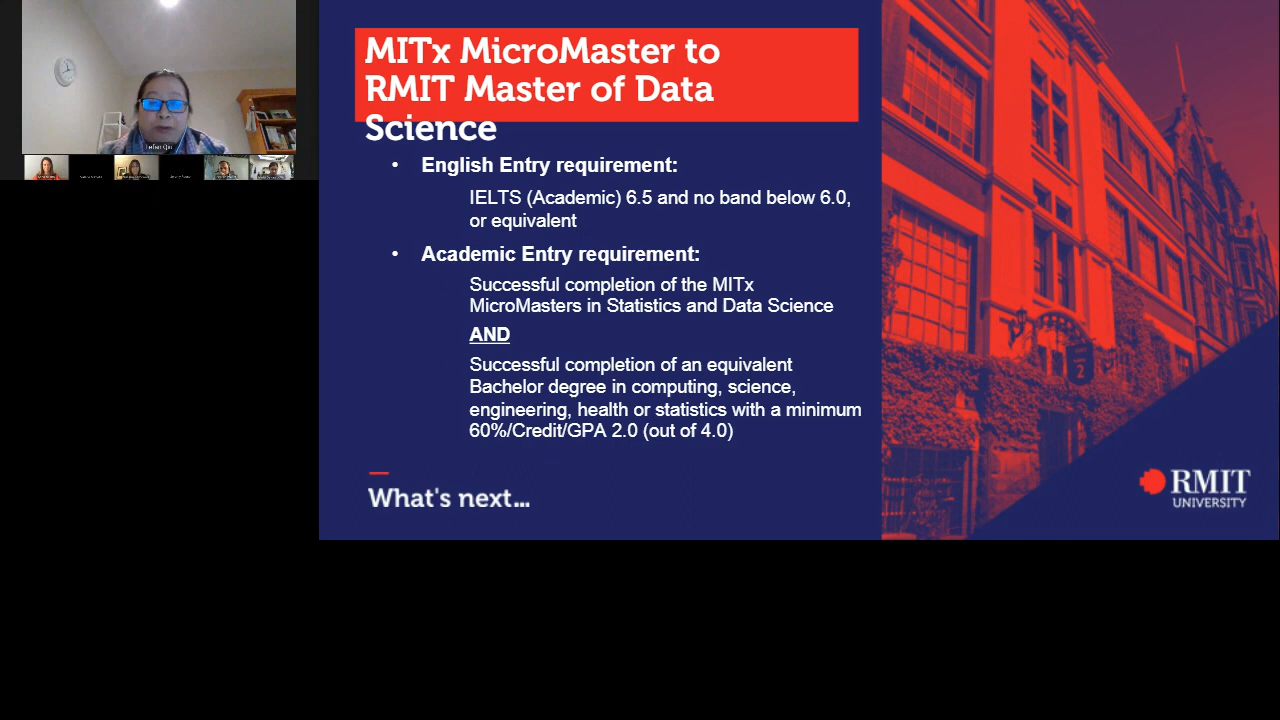 MITx MicroMaster to
RMIT Master of Data
Science
• English Entry requirement:
IELTS (Academic) 6.5 and no band below 6.0,
or equivalent
• Academic Entry requirement:
Successful completion of the MITx
MicroMasters in Statistics and Data Science
AND
Successful completion of an equivalent
Bachelor degree in computing, science,
engineering, health or statistics with a minimum
60%/Credit/GPA 2.0 (out of 4.0)
What's next...
2
RMIT
UNIVERSITY